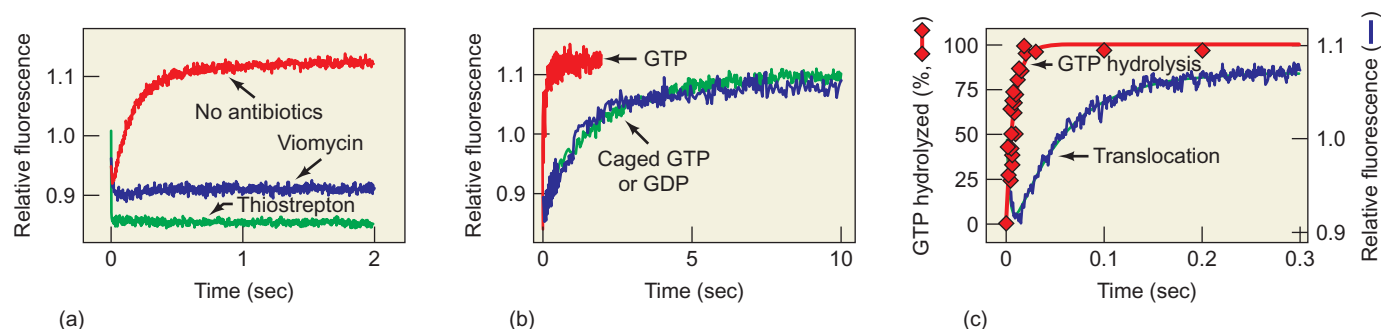 Relative fluorescence
1.1
1.0
0.9
No antibiotics
Viomycin
Thiostrepton
0
1
2
Time (sec)
(a)
Relative fluorescence
1.1
1.0
0.9
GTP
Caged GTP
or GDP
0
5
10
Time (sec)
(b)
GTP hydrolyzed (%, )
100
75
50
25
0
GTP hydrolysis
Translocation
0
0.1
0.2
0.3
Time (sec)
1.1
1.0
0.9
Relative fluorescence ( )
(c)